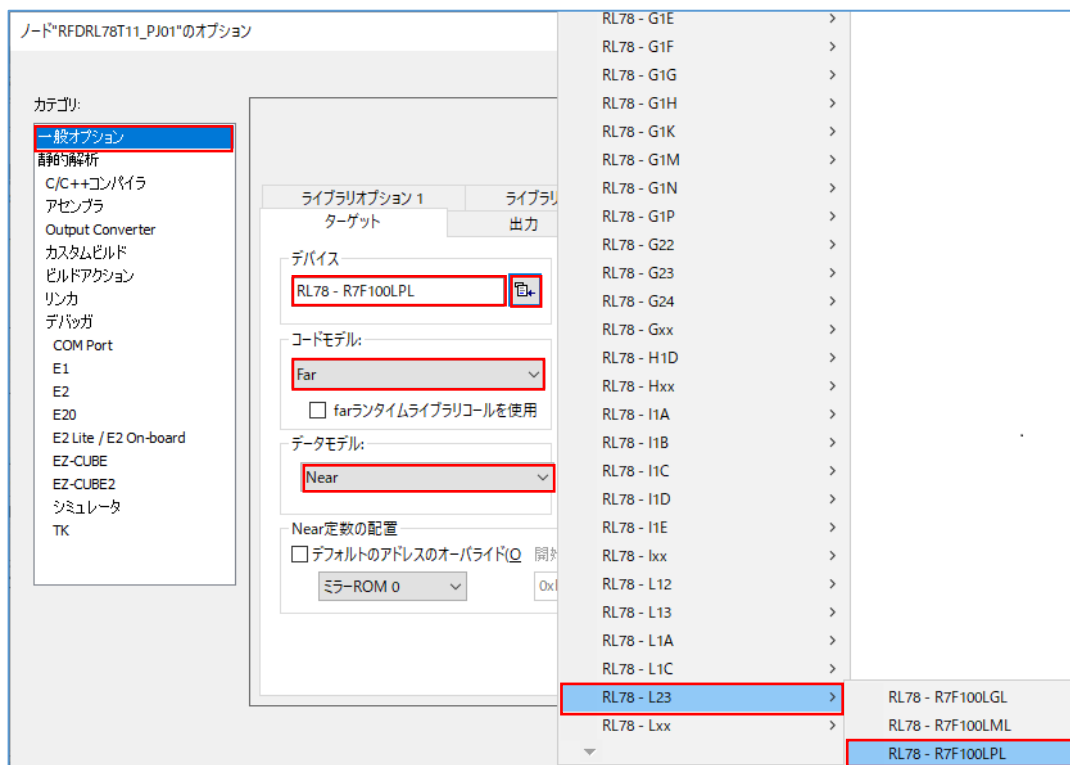 ノード"RFDRL78T11_PJ01"のオプション
カテゴリ:
一般オプション
静的解析
C/C++コンパイラ
アセンブラ
Output Converter
カスタムビルド
ビルドアクション
リンカ
デバッガ
COM Port
E1
E2
E20
E2 Lite / E2 On-board
EZ-CUBE
EZ-CUBE2
シミュレータ
TK
ライブラリオプション 1
ライブラリ
ターゲット
出力
デバイス
RL78 - R7F100LPL
コードモデル:
Far
farランタイムライブラリコールを使用
データモデル:
Near
Near定数の配置
デフォルトのアドレスのオーバライド(O
ミラーROM 0
RL78 - G1E
RL78 - G1F
RL78 - G1G
RL78 - G1H
RL78 - G1K
RL78 - G1M
RL78 - G1N
RL78 - G1P
RL78 - G22
RL78 - G23
RL78 - G24
RL78 - Gxx
RL78 - H1D
RL78 - Hxx
RL78 - I1A
RL78 - I1B
RL78 - I1C
RL78 - I1D
RL78 - I1E
RL78 - Ixx
RL78 - L12
RL78 - L13
RL78 - L1A
RL78 - L1C
RL78 - L23
RL78 - Lxx
RL78 - R7F100LGL
RL78 - R7F100LML
RL78 - R7F100LPL